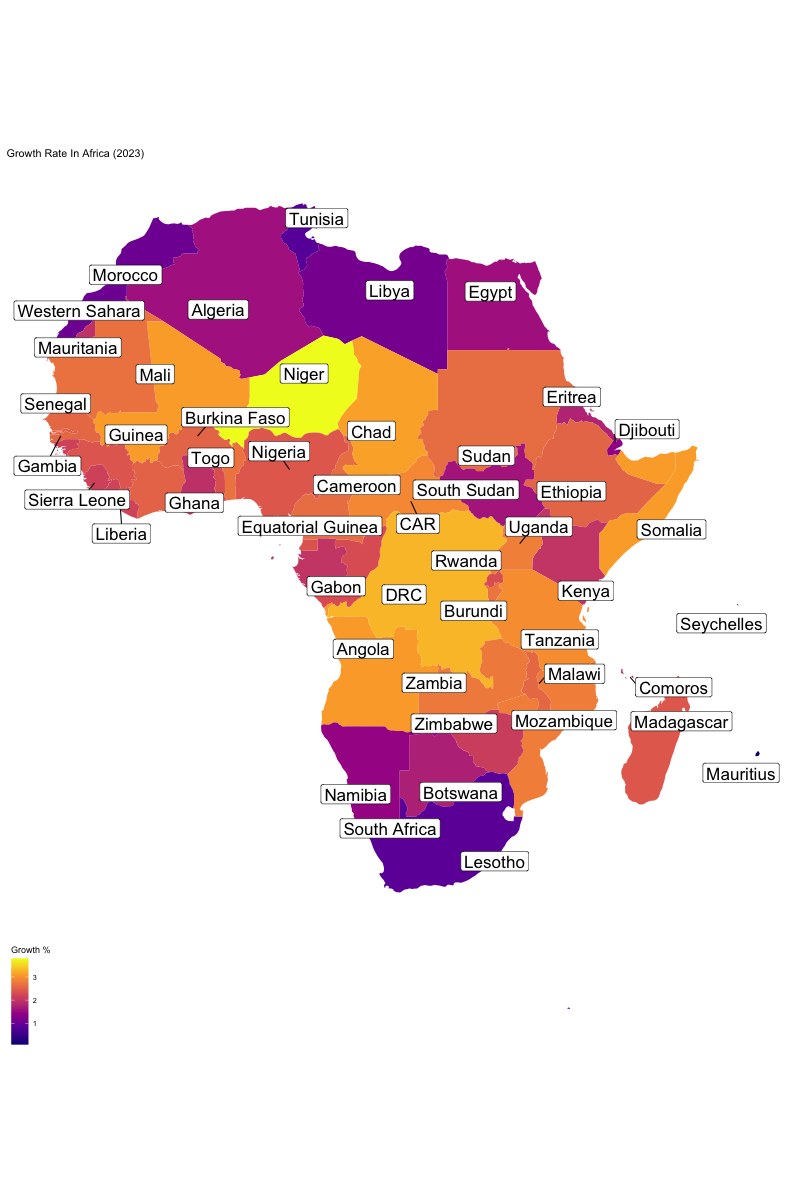 Growth Rate In Africa (2023)
Tunisia
Morocco
Libya
Egypt
Algeria
Western Sahara
Mauritania
Mali
Niger
Eritrea
Senegal
Burkina Faso
Djibouti
Guinea
Chad
Nigeria
Togo
Sudan
Gambia
Cameroon
South Sudan
Ethiopia
Sierra Leone
Ghana
Equatorial Guinea
CAR
Uganda
Somalia
Liberia
Rwanda
Gabon
DRC
Kenya
Burundi
Seychelles
Angola
Tanzania
Zambia
Malawi
Comoros
Zimbabwe
Mozambique
Madagascar
Mauritius
Namibia
Botswana
South Africa
Lesotho
Growth %
3
2
1